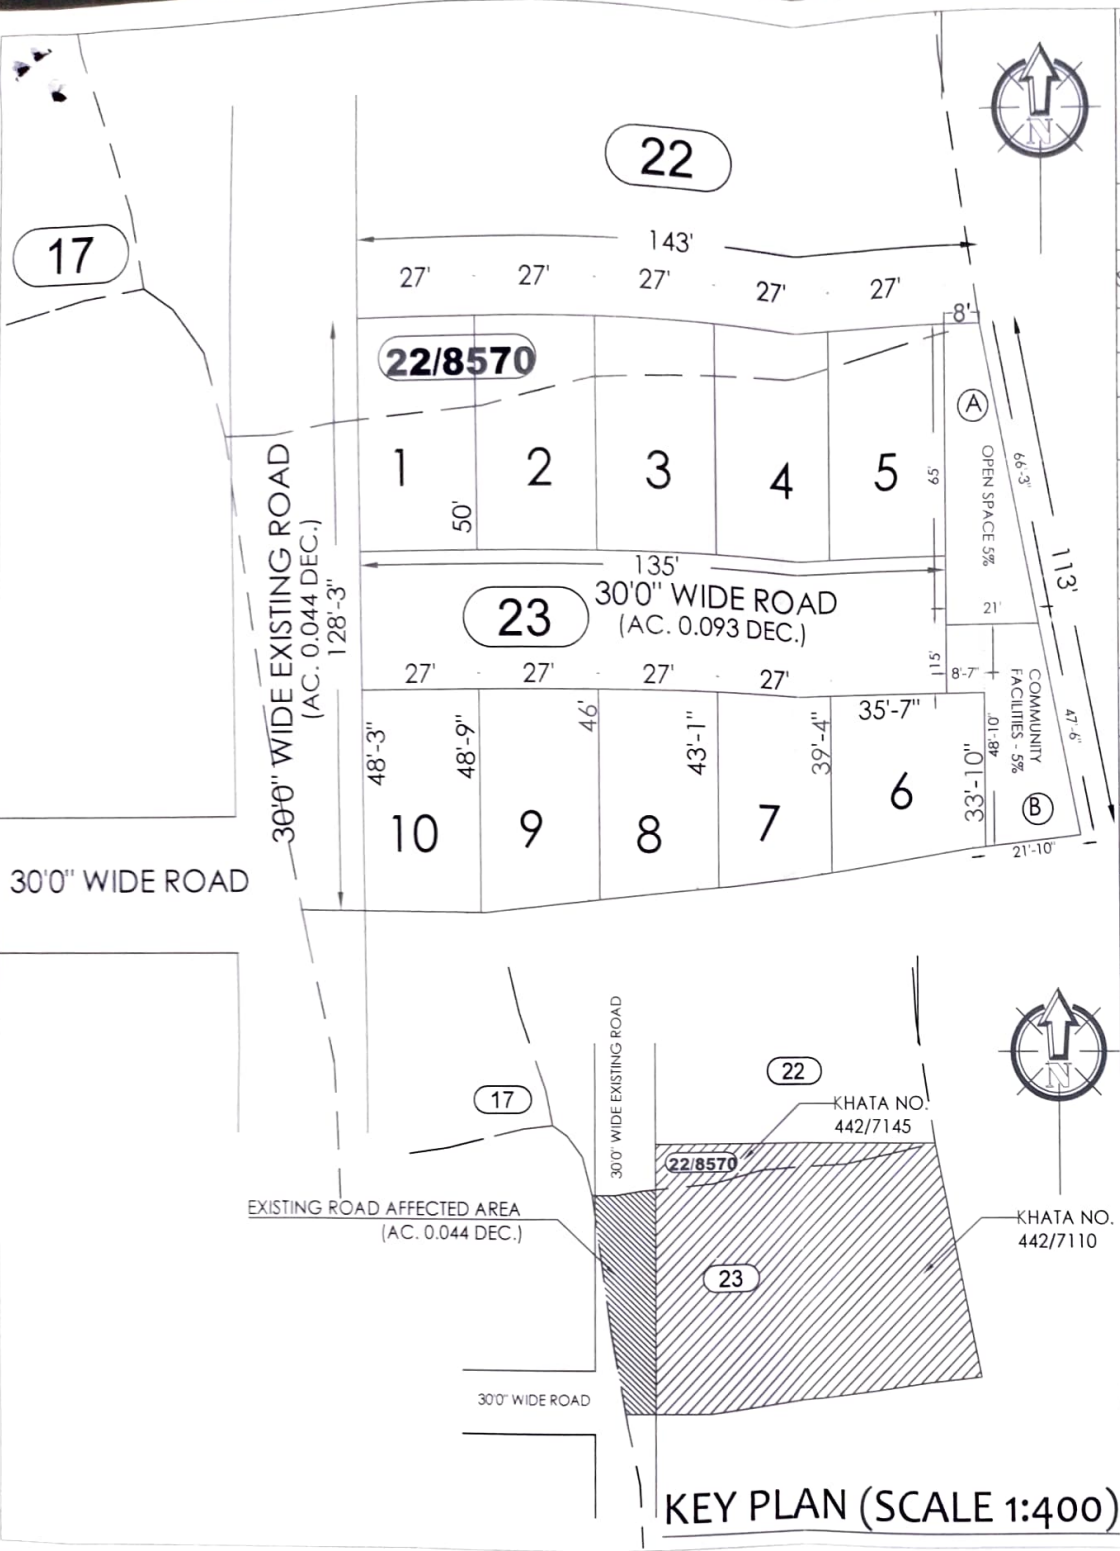 N
22
17
143'
27'
27'
27'
27'
27'
8'
22/8570
A
OPEN SPACE 5%
66'-3"
113'
1
2
3
4
5
65'
50'
30'0" WIDE EXISTING ROAD
(AC. 0.044 DEC.)
128'-3"
135'
23
30'0" WIDE ROAD
(AC. 0.093 DEC.)
21'
27'
27'
27'
27'
15'
8'-7"
COMMUNITY
FACILITIES - 5%
47'-6"
48'-3"
48'-9"
46'
43'-1"
39'-4"
35'-7"
33'-10"
48'-10"
10
9
8
7
6
B
21'-10"
30'0" WIDE ROAD
N
30'0" WIDE EXISTING ROAD
22
17
KHATA NO.
442/7145
22/8570
EXISTING ROAD AFFECTED AREA
(AC. 0.044 DEC.)
KHATA NO.
442/7110
23
30'0" WIDE ROAD
KEY PLAN (SCALE 1:400)